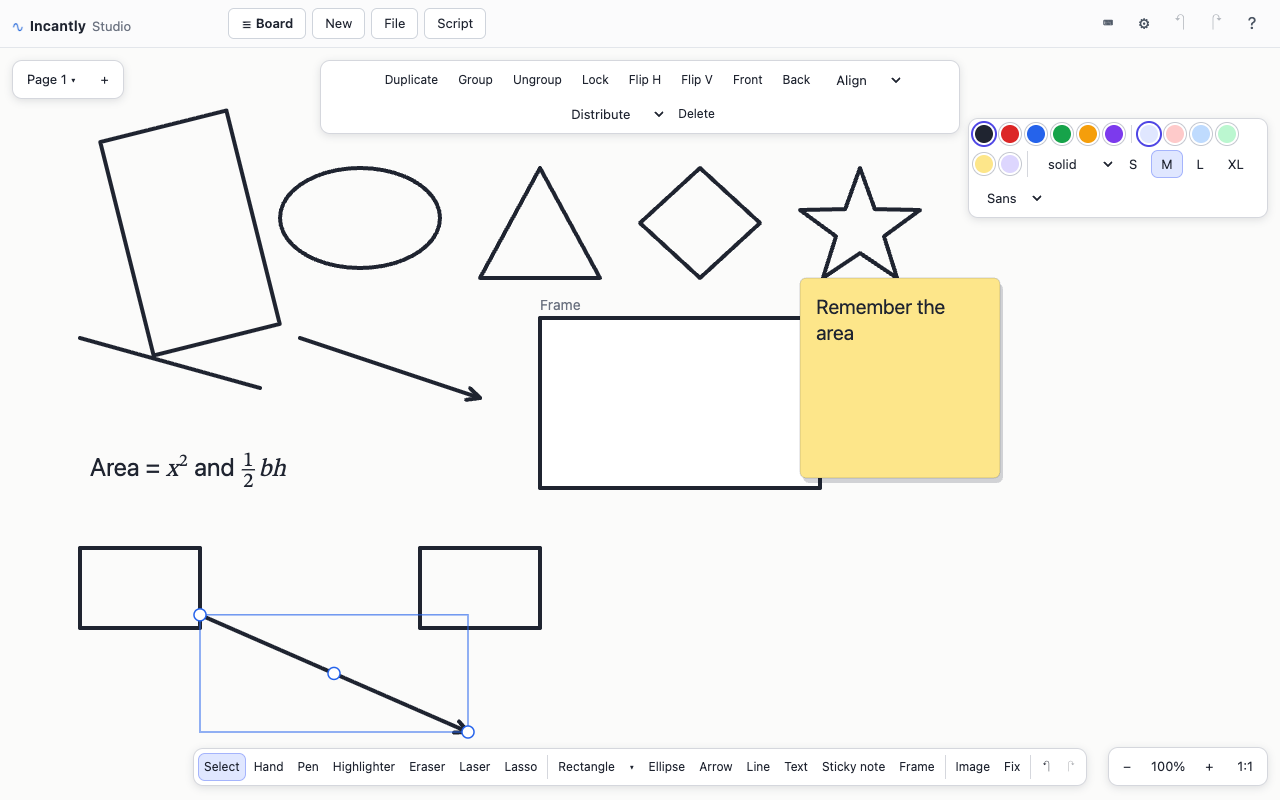 Incantly Studio
≡ Board New File Script
?
Page 1 +
Duplicate Group Ungroup Lock Flip H Flip V Front Back Align
Distribute Delete
solid S M L XL
Sans
Remember the
area
Frame
Area = x² and 1/2 bh
Select Hand Pen Highlighter Eraser Laser Lasso Rectangle Ellipse Arrow Line Text Sticky note Frame Image Fix
− 100% + 1:1